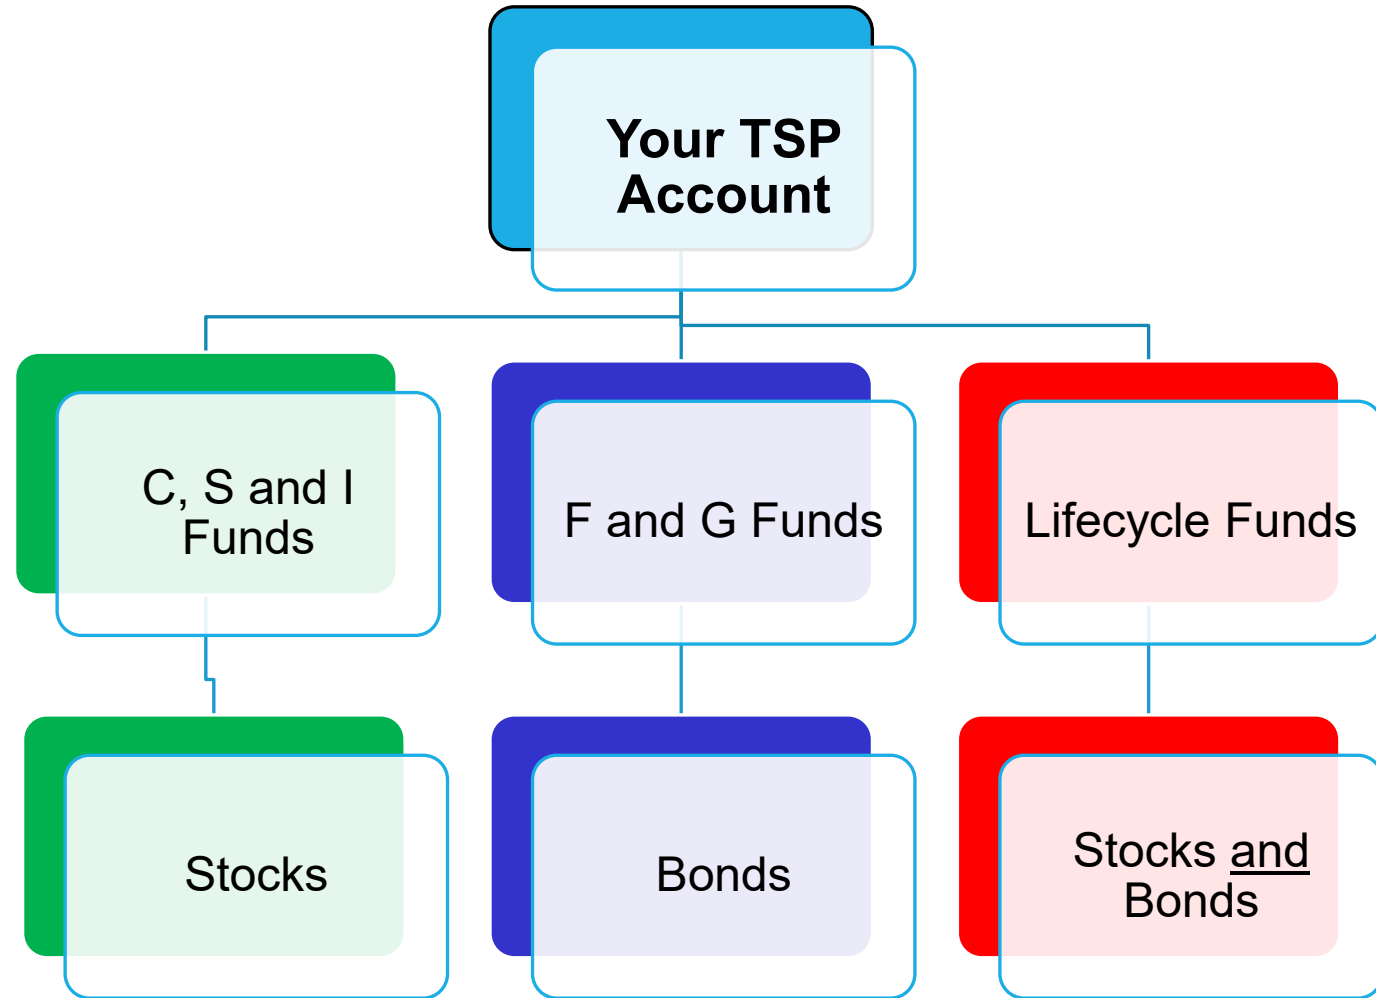 Your TSP
Account
C, S and I
Funds
F and G Funds
Lifecycle Funds
Stocks
Bonds
Stocks and
Bonds